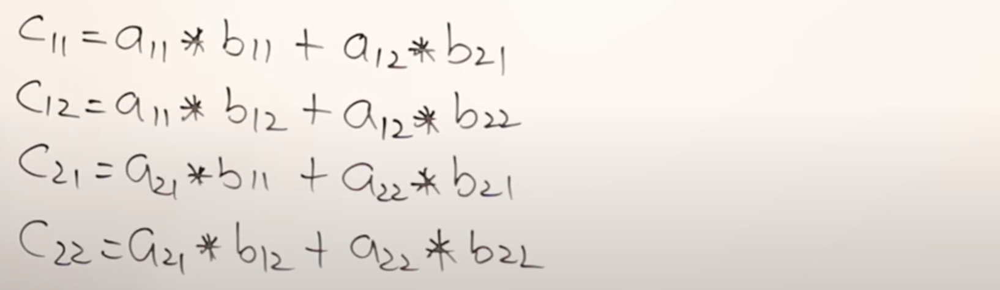 C11 = a11 * b11 + a12 * b21
C12 = a11 * b12 + a12 * b22
C21 = a21 * b11 + a22 * b21
C22 = a21 * b12 + a22 * b22